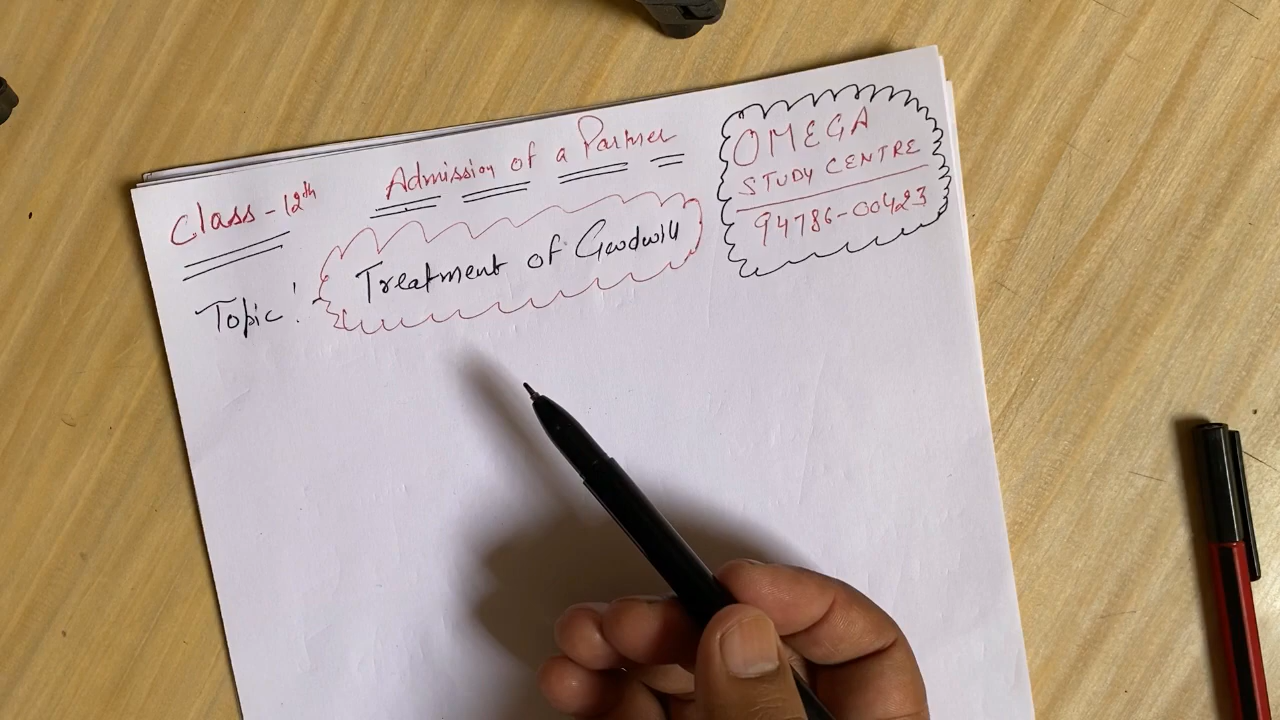 Class-12th
Admission of a Partner
Topic:-
Treatment of Goodwill
OMEGA
STUDY CENTRE
94786-00423